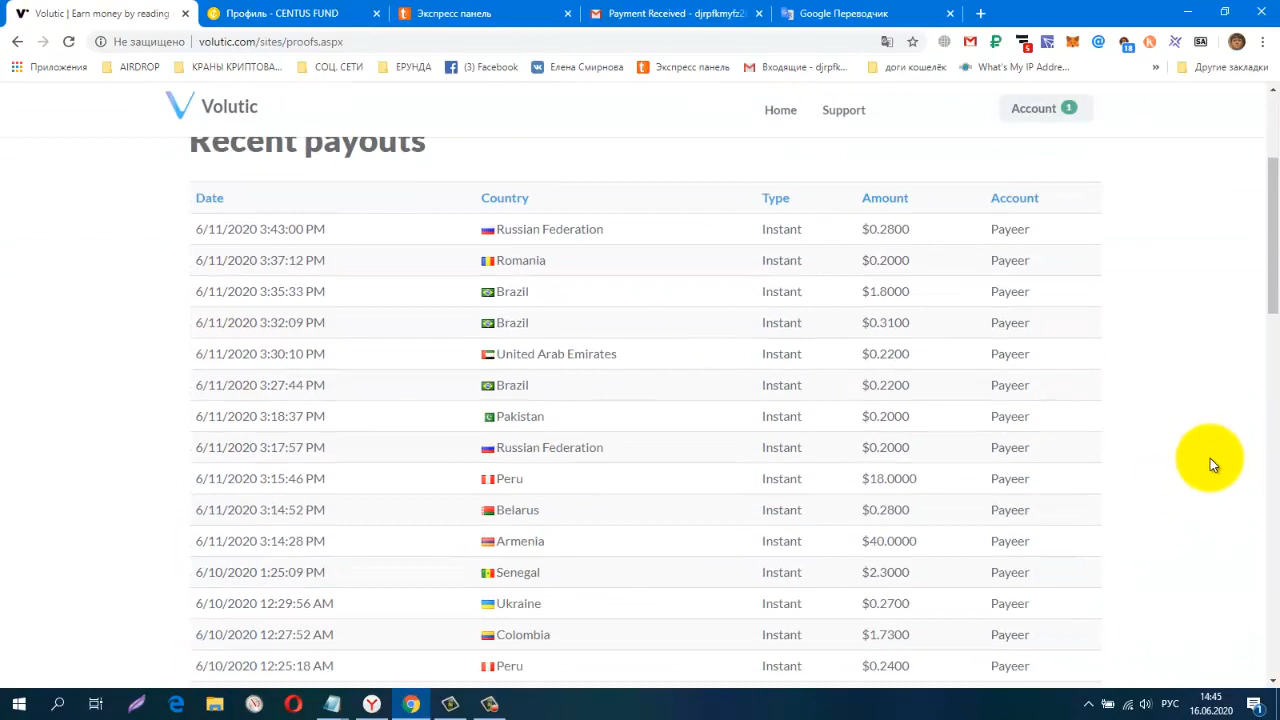 Volutic | Earn money by reading
Профиль - CENTUS FUND
Экспресс панель
Payment Received - djrpfkmyfz2
Google Переводчик
Не защищено
volutic.com/sites/proofs.aspx
5
18
SA
Приложения
AIRDROP
КРАНЫ КРИПТОВА...
СОЦ. СЕТИ
ЕРУНДА
(3) Facebook
Елена Смирнова
Экспресс панель
Входящие - djrpfk...
доги кошелёк
What's My IP Addre...
Другие закладки
Volutic
Home
Support
Account 1
Recent payouts
Date Country Type Amount Account
6/11/2020 3:43:00 PM Russian Federation Instant $0.2800 Payeer
6/11/2020 3:37:12 PM Romania Instant $0.2000 Payeer
6/11/2020 3:35:33 PM Brazil Instant $1.8000 Payeer
6/11/2020 3:32:09 PM Brazil Instant $0.3100 Payeer
6/11/2020 3:30:10 PM United Arab Emirates Instant $0.2200 Payeer
6/11/2020 3:27:44 PM Brazil Instant $0.2200 Payeer
6/11/2020 3:18:37 PM Pakistan Instant $0.2000 Payeer
6/11/2020 3:17:57 PM Russian Federation Instant $0.2000 Payeer
6/11/2020 3:15:46 PM Peru Instant $18.0000 Payeer
6/11/2020 3:14:52 PM Belarus Instant $0.2800 Payeer
6/11/2020 3:14:28 PM Armenia Instant $40.0000 Payeer
6/10/2020 1:25:09 PM Senegal Instant $2.3000 Payeer
6/10/2020 12:29:56 AM Ukraine Instant $0.2700 Payeer
6/10/2020 12:27:52 AM Colombia Instant $1.7300 Payeer
6/10/2020 12:25:18 AM Peru Instant $0.2400 Payeer
РУС
14:45
16.06.2020
1